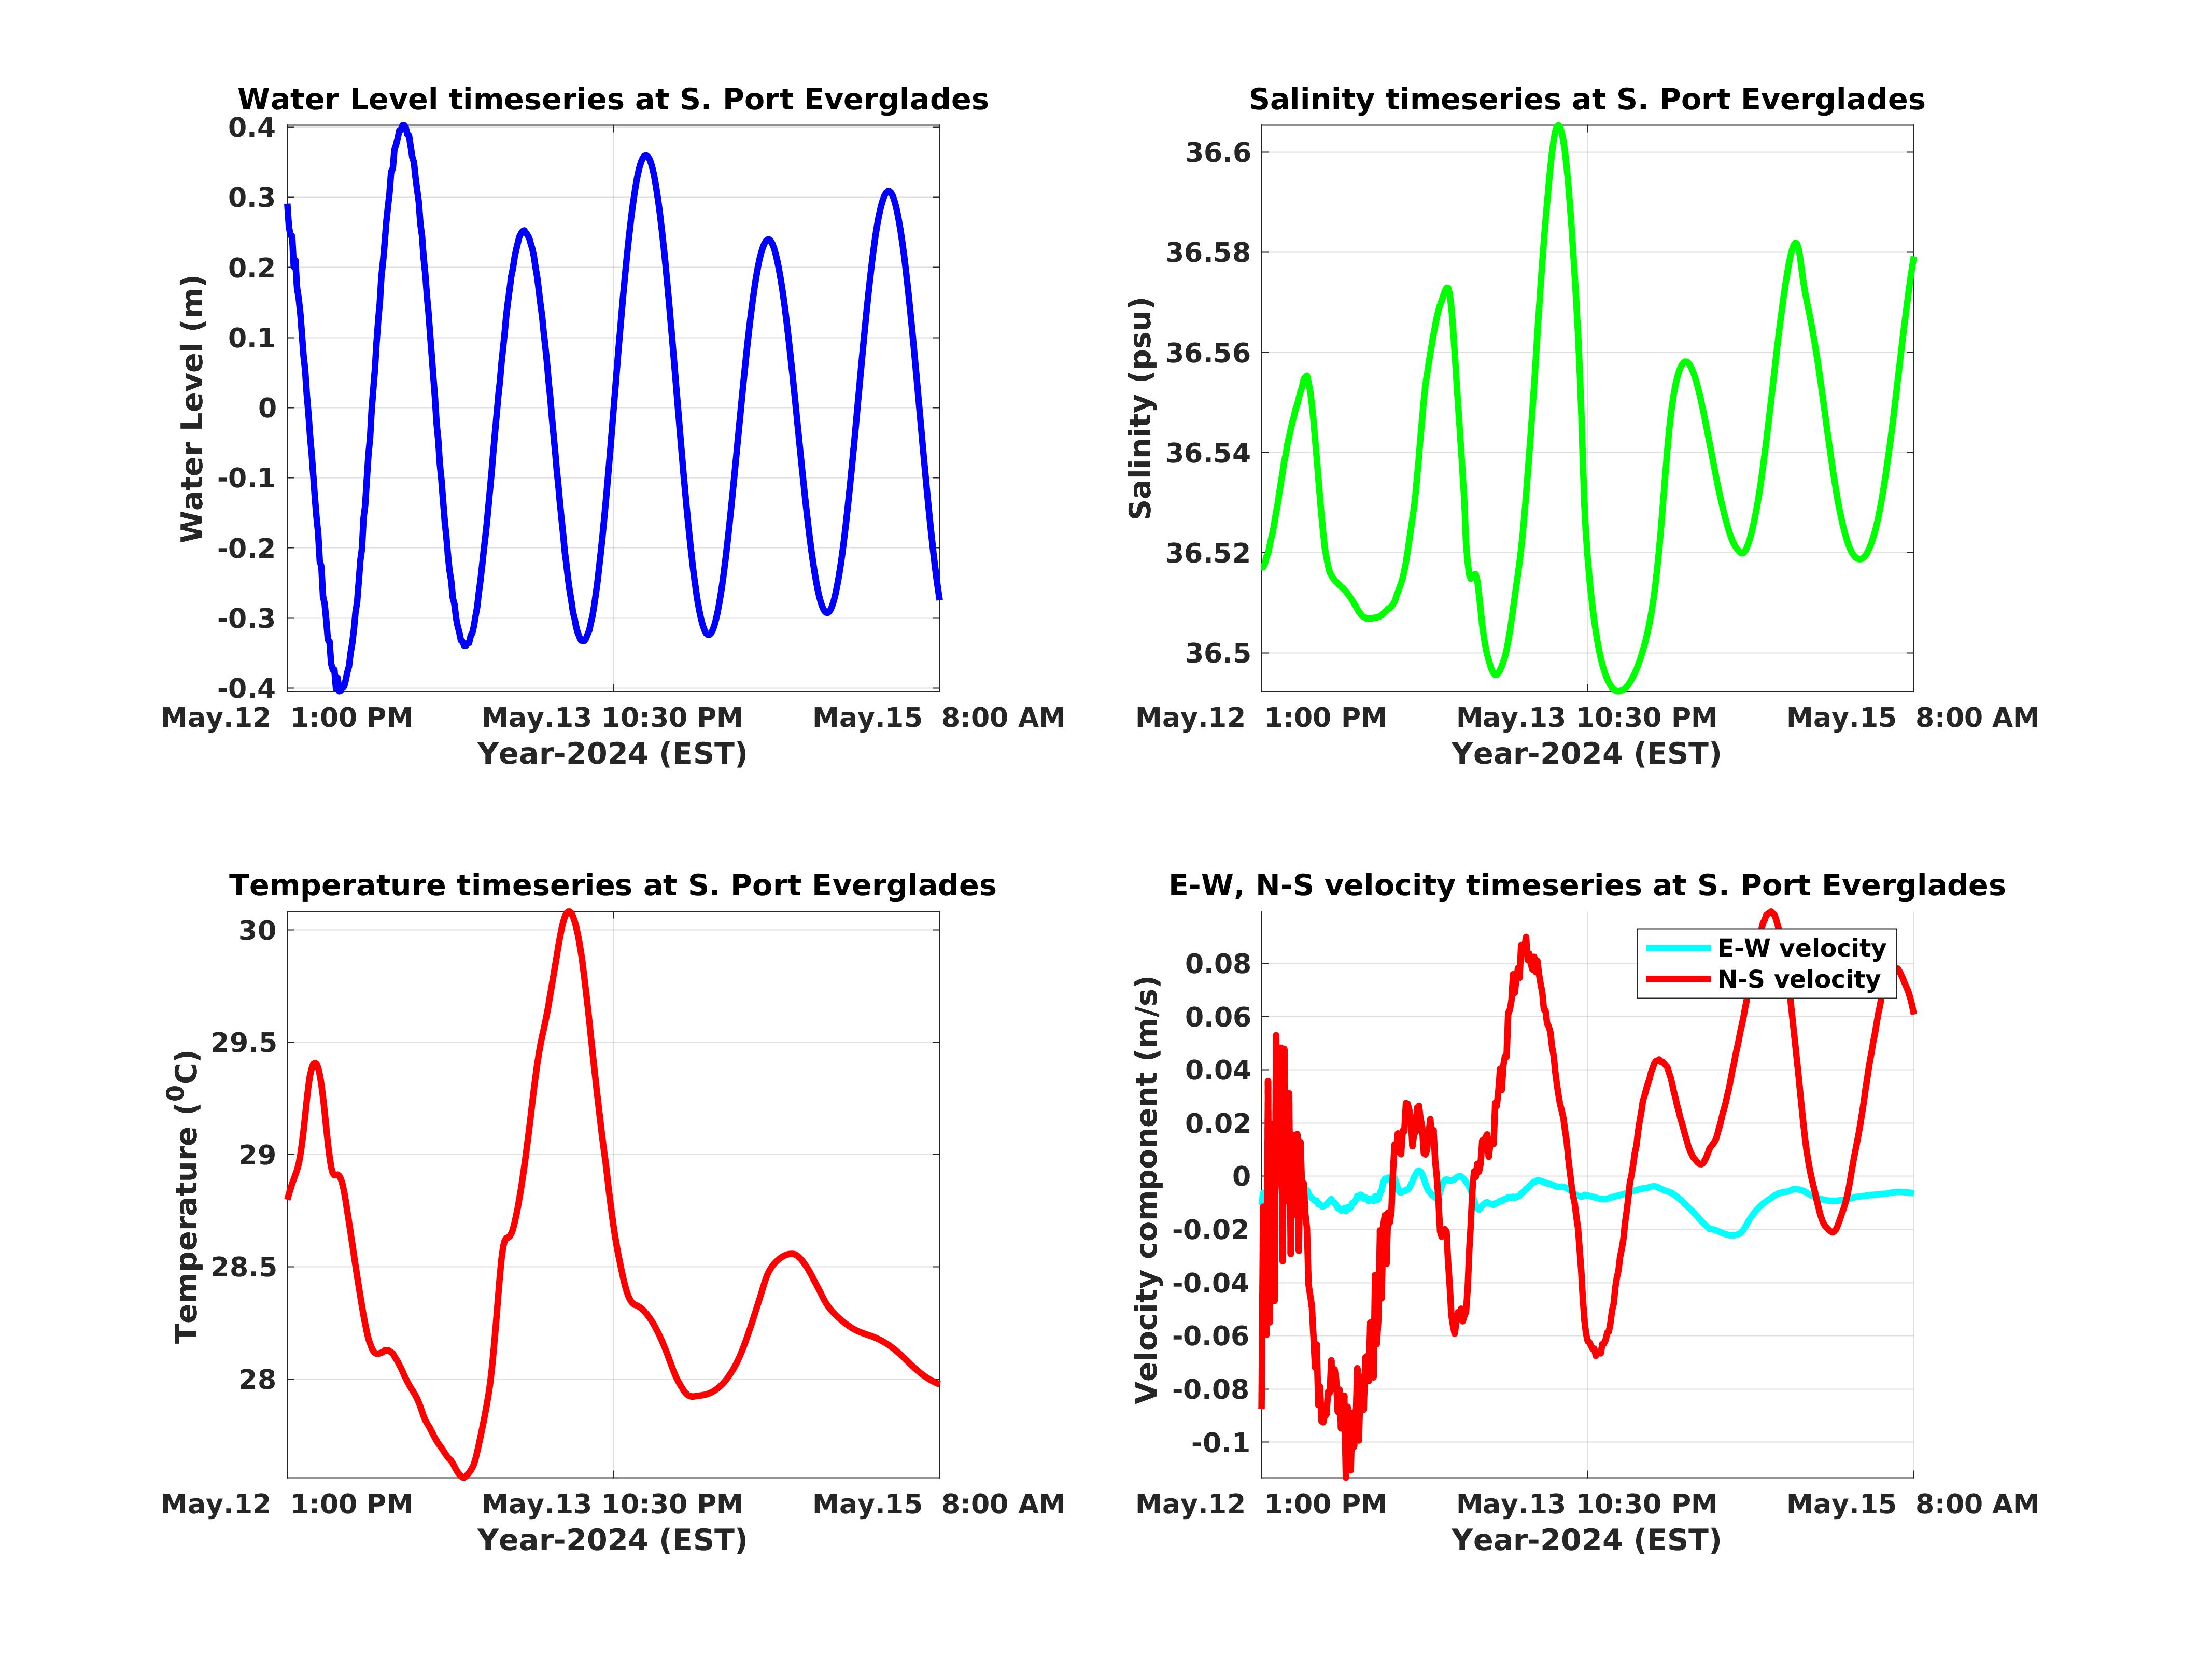 Water Level timeseries at S. Port Everglades
0.4
0.3
0.2
0.1
0
-0.1
-0.2
-0.3
-0.4
Water Level (m)
May.12 1:00 PM
May.13 10:30 PM
May.15 8:00 AM
Year-2024 (EST)
Salinity timeseries at S. Port Everglades
36.6
36.58
36.56
36.54
36.52
36.5
Salinity (psu)
May.12 1:00 PM
May.13 10:30 PM
May.15 8:00 AM
Year-2024 (EST)
Temperature timeseries at S. Port Everglades
30
29.5
29
28.5
28
Temperature (⁰C)
May.12 1:00 PM
May.13 10:30 PM
May.15 8:00 AM
Year-2024 (EST)
E-W, N-S velocity timeseries at S. Port Everglades
E-W velocity
N-S velocity
0.08
0.06
0.04
0.02
0
-0.02
-0.04
-0.06
-0.08
-0.1
Velocity component (m/s)
May.12 1:00 PM
May.13 10:30 PM
May.15 8:00 AM
Year-2024 (EST)